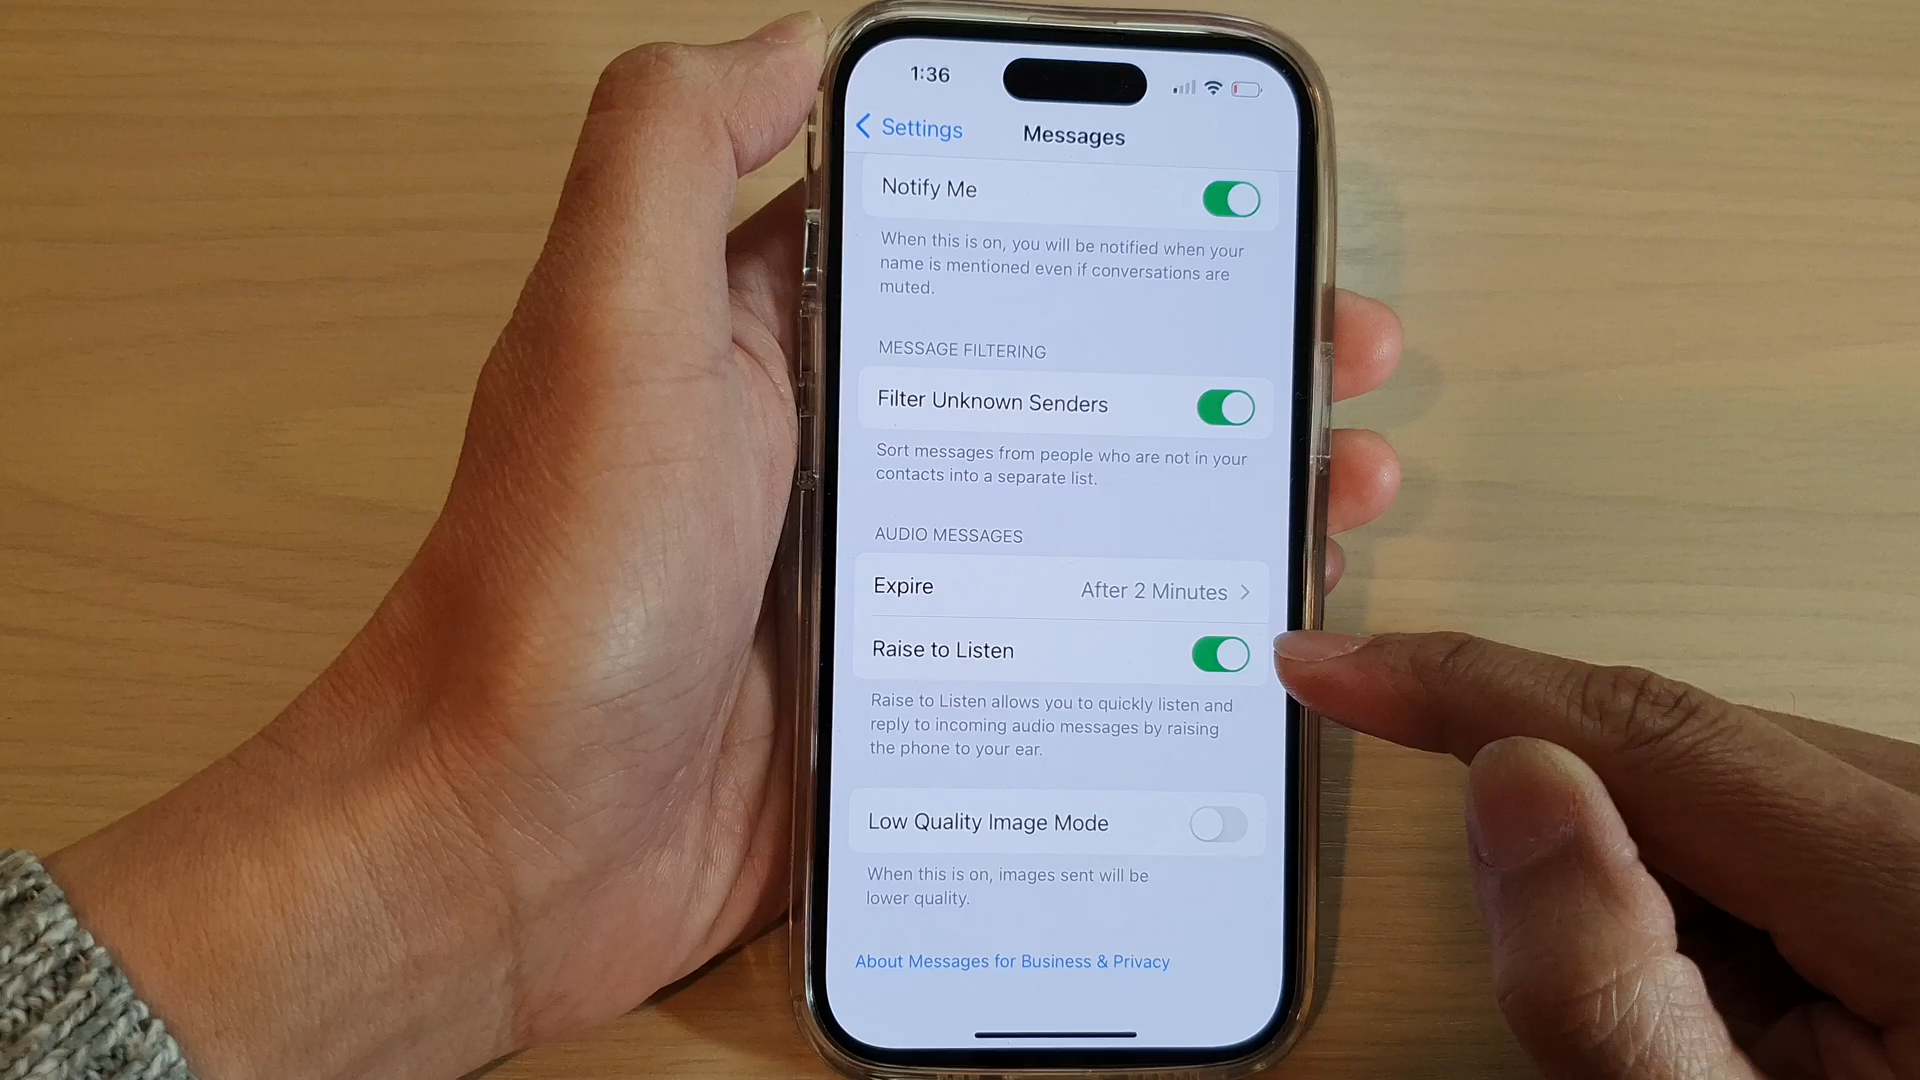 1:36
Settings
Messages
Notify Me
When this is on, you will be notified when your
name is mentioned even if conversations are
muted.
MESSAGE FILTERING
Filter Unknown Senders
Sort messages from people who are not in your
contacts into a separate list.
AUDIO MESSAGES
Expire After 2 Minutes
Raise to Listen
Raise to Listen allows you to quickly listen and
reply to incoming audio messages by raising
the phone to your ear.
Low Quality Image Mode
When this is on, images sent will be
lower quality.
About Messages for Business & Privacy